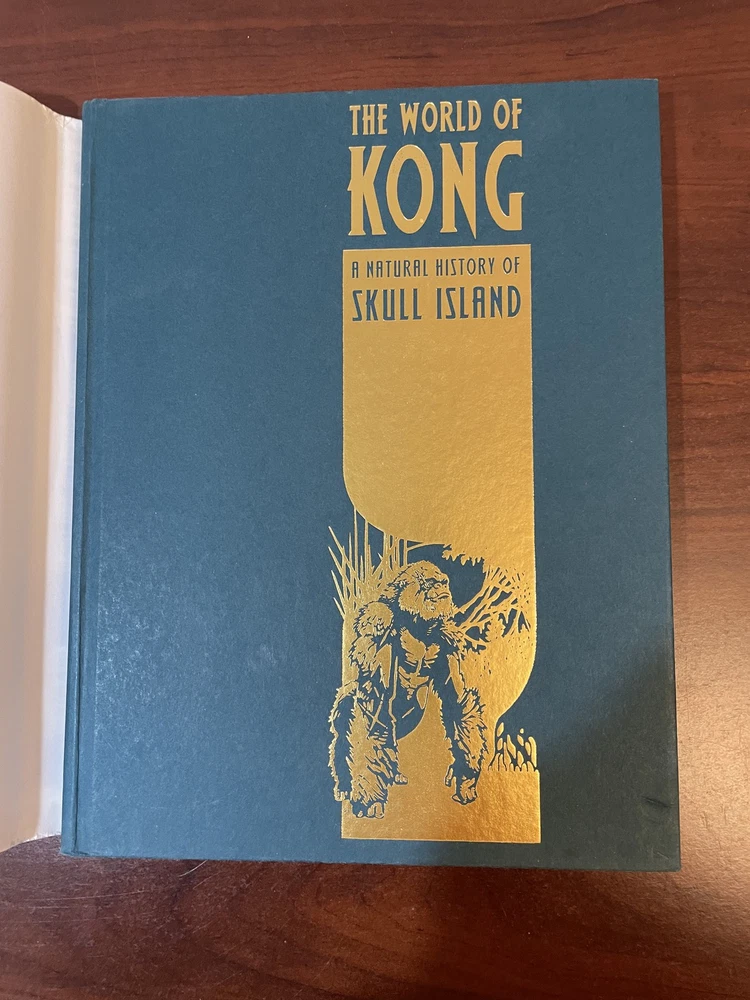 THE WORLD OF
KONG
A NATURAL HISTORY OF
SKULL ISLAND